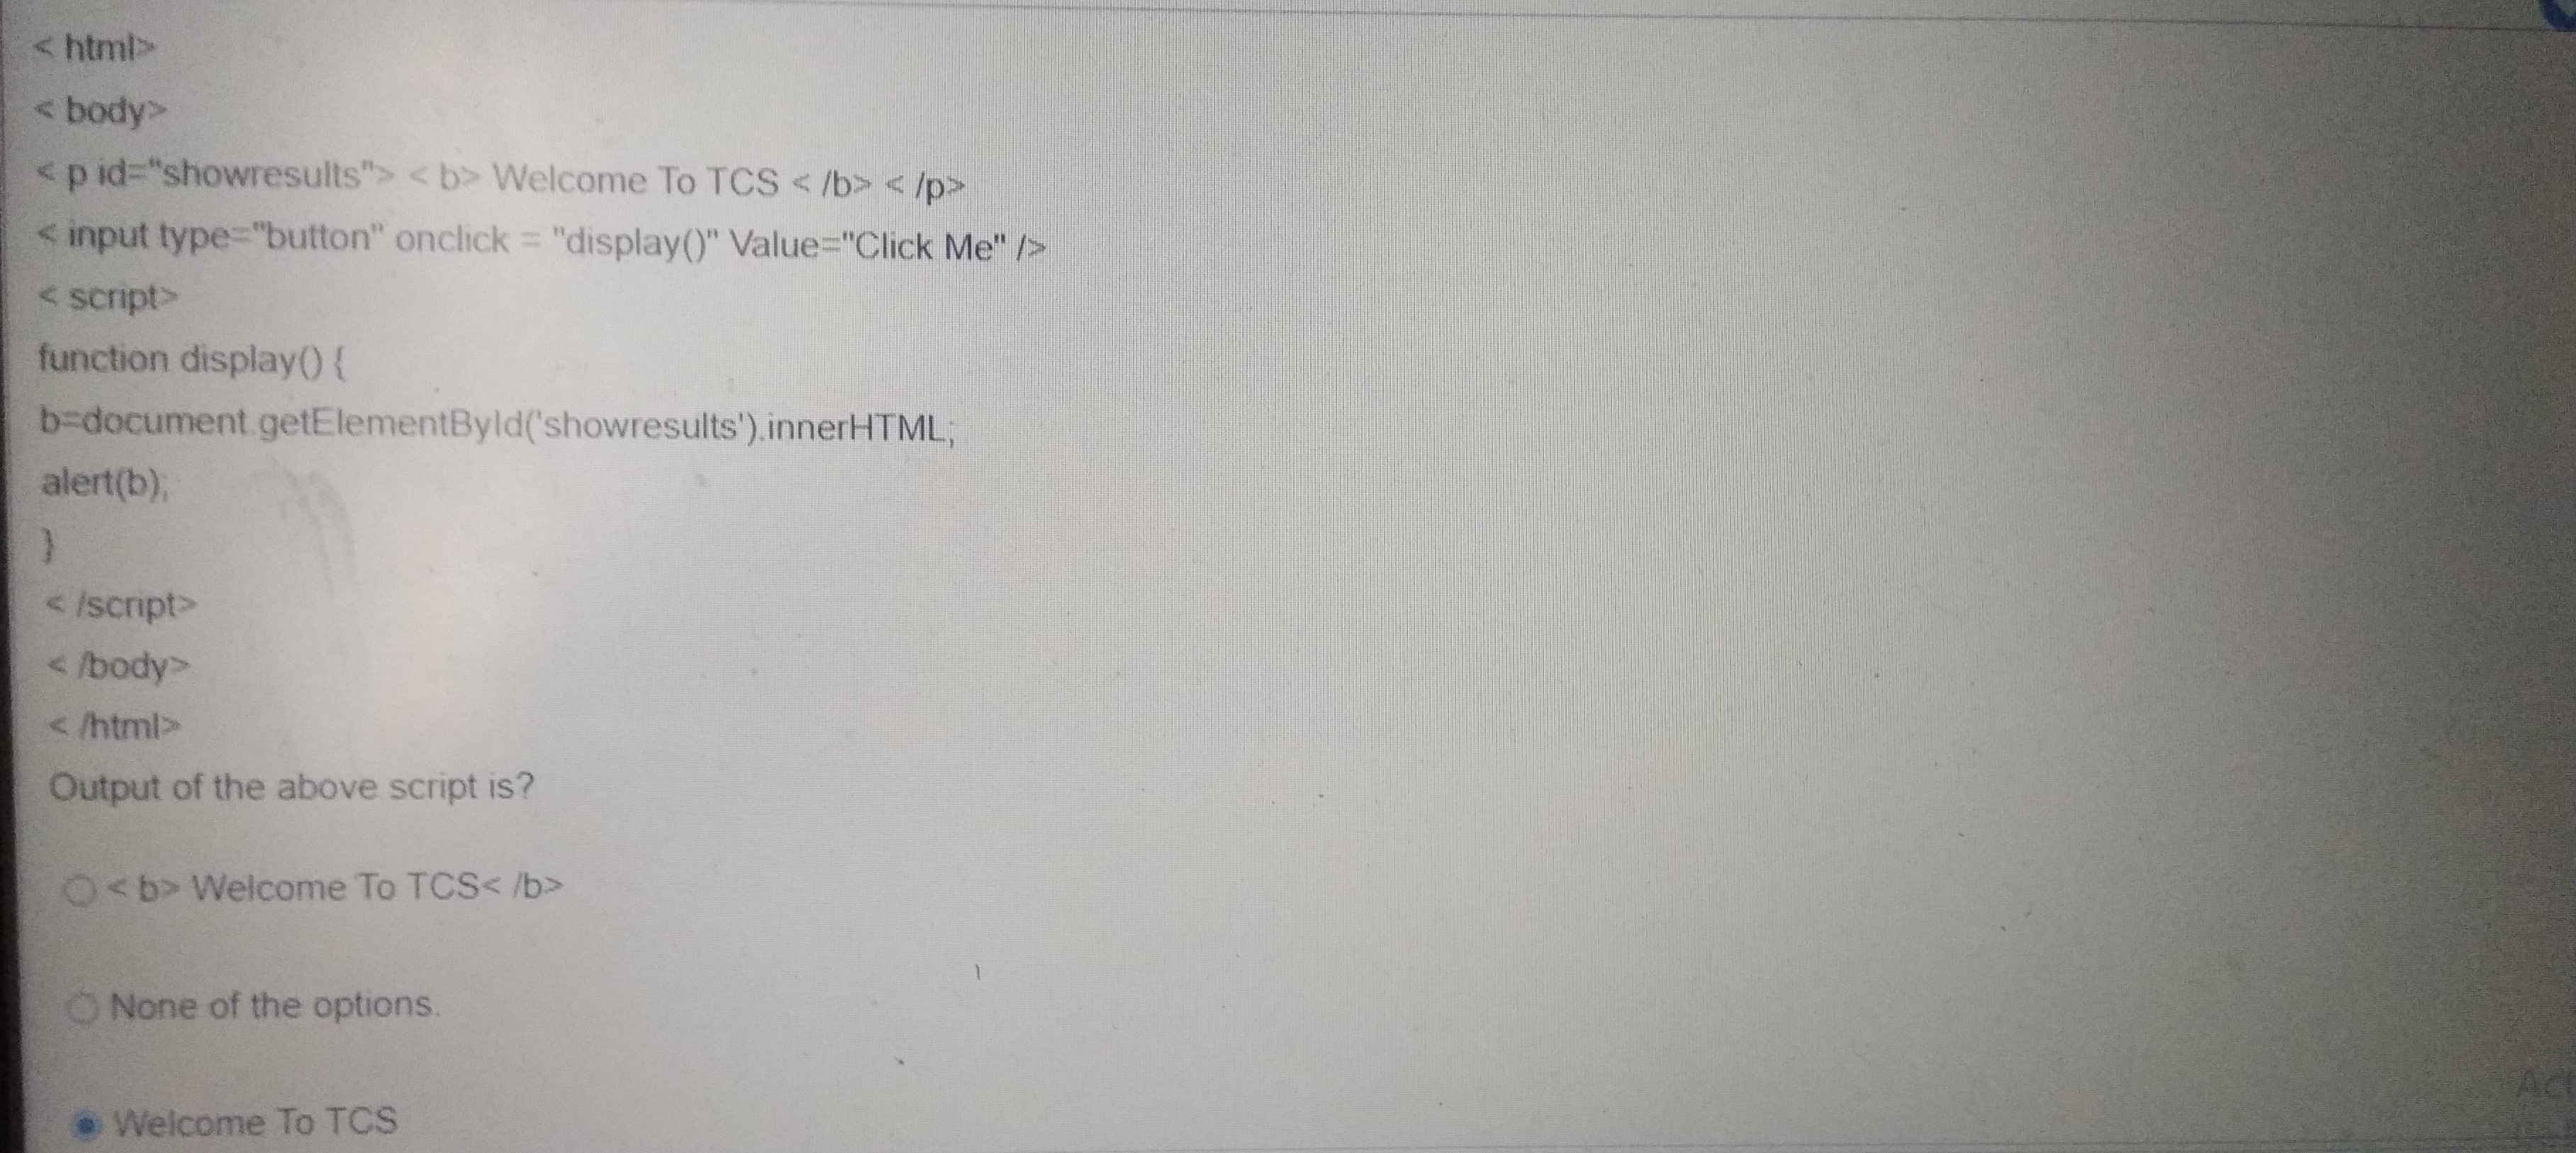 < html>
< body>
< p id="showresults"> < b> Welcome To TCS < /b> < /p>
< input type="button" onclick = "display()" Value="Click Me" />
< script>
function display() {
b=document.getElementById('showresults').innerHTML;
alert(b);
}
< /script>
< /body>
< /html>
Output of the above script is?
< b> Welcome To TCS< /b>
None of the options.
Welcome To TCS